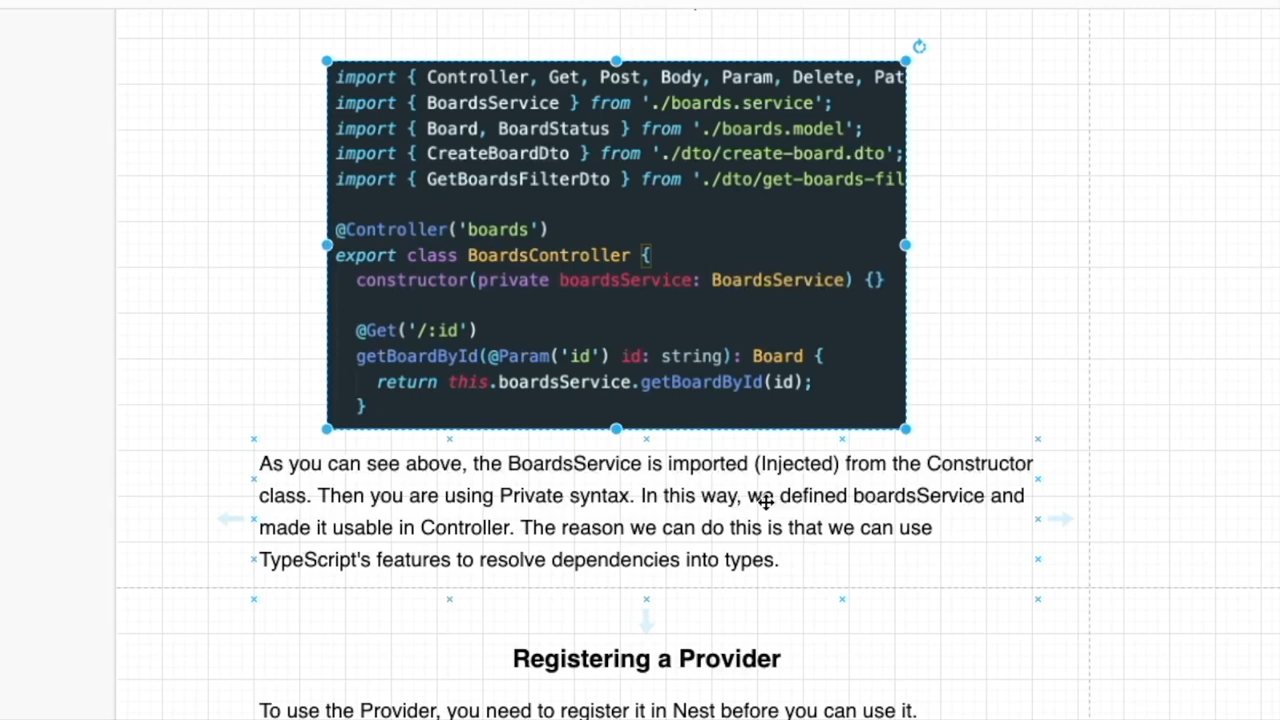 import { Controller, Get, Post, Body, Param, Delete, Pat
import { BoardsService } from './boards.service';
import { Board, BoardStatus } from './boards.model';
import { CreateBoardDto } from './dto/create-board.dto';
import { GetBoardsFilterDto } from './dto/get-boards-fil
@Controller('boards')
export class BoardsController {
constructor(private boardsService: BoardsService) {}
@Get('/:id')
getBoardById(@Param('id') id: string): Board {
return this.boardsService.getBoardById(id);
}
As you can see above, the BoardsService is imported (Injected) from the Constructor
class. Then you are using Private syntax. In this way, we defined boardsService and
made it usable in Controller. The reason we can do this is that we can use
TypeScript's features to resolve dependencies into types.
Registering a Provider
To use the Provider, you need to register it in Nest before you can use it.